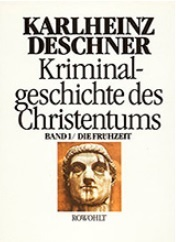 KARLHEINZ
DESCHNER
Kriminal-
geschichte des
Christentums
BAND 1 / DIE FRÜHZEIT
ROWOHLT